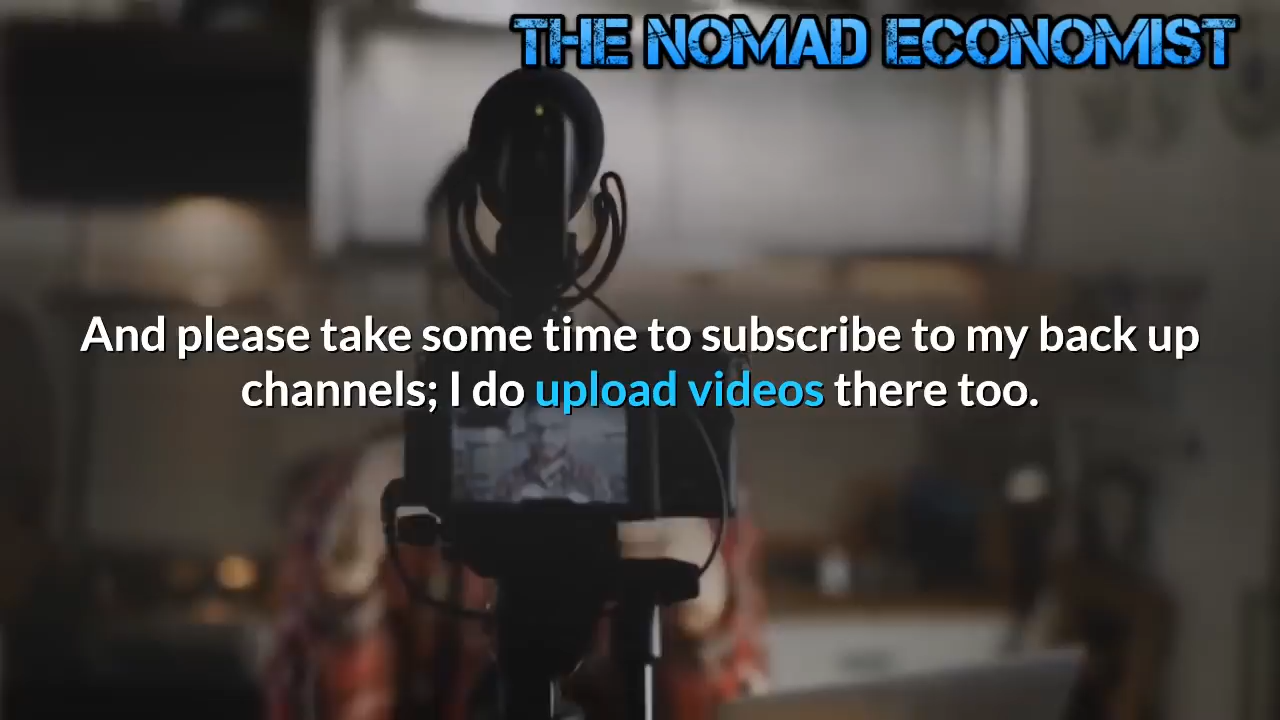 THE NOMAD ECONOMIST
And please take some time to subscribe to my back up
channels; I do upload videos there too.